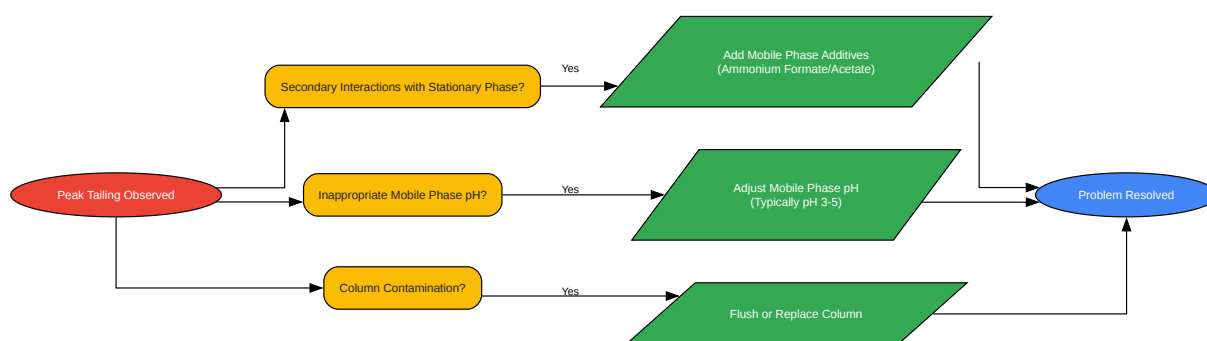 Peak Tailing Observed
Secondary Interactions with Stationary Phase?
Yes
Add Mobile Phase Additives
(Ammonium Formate/Acetate)
Inappropriate Mobile Phase pH?
Yes
Adjust Mobile Phase pH
(Typically pH 3-5)
Column Contamination?
Yes
Flush or Replace Column
Problem Resolved